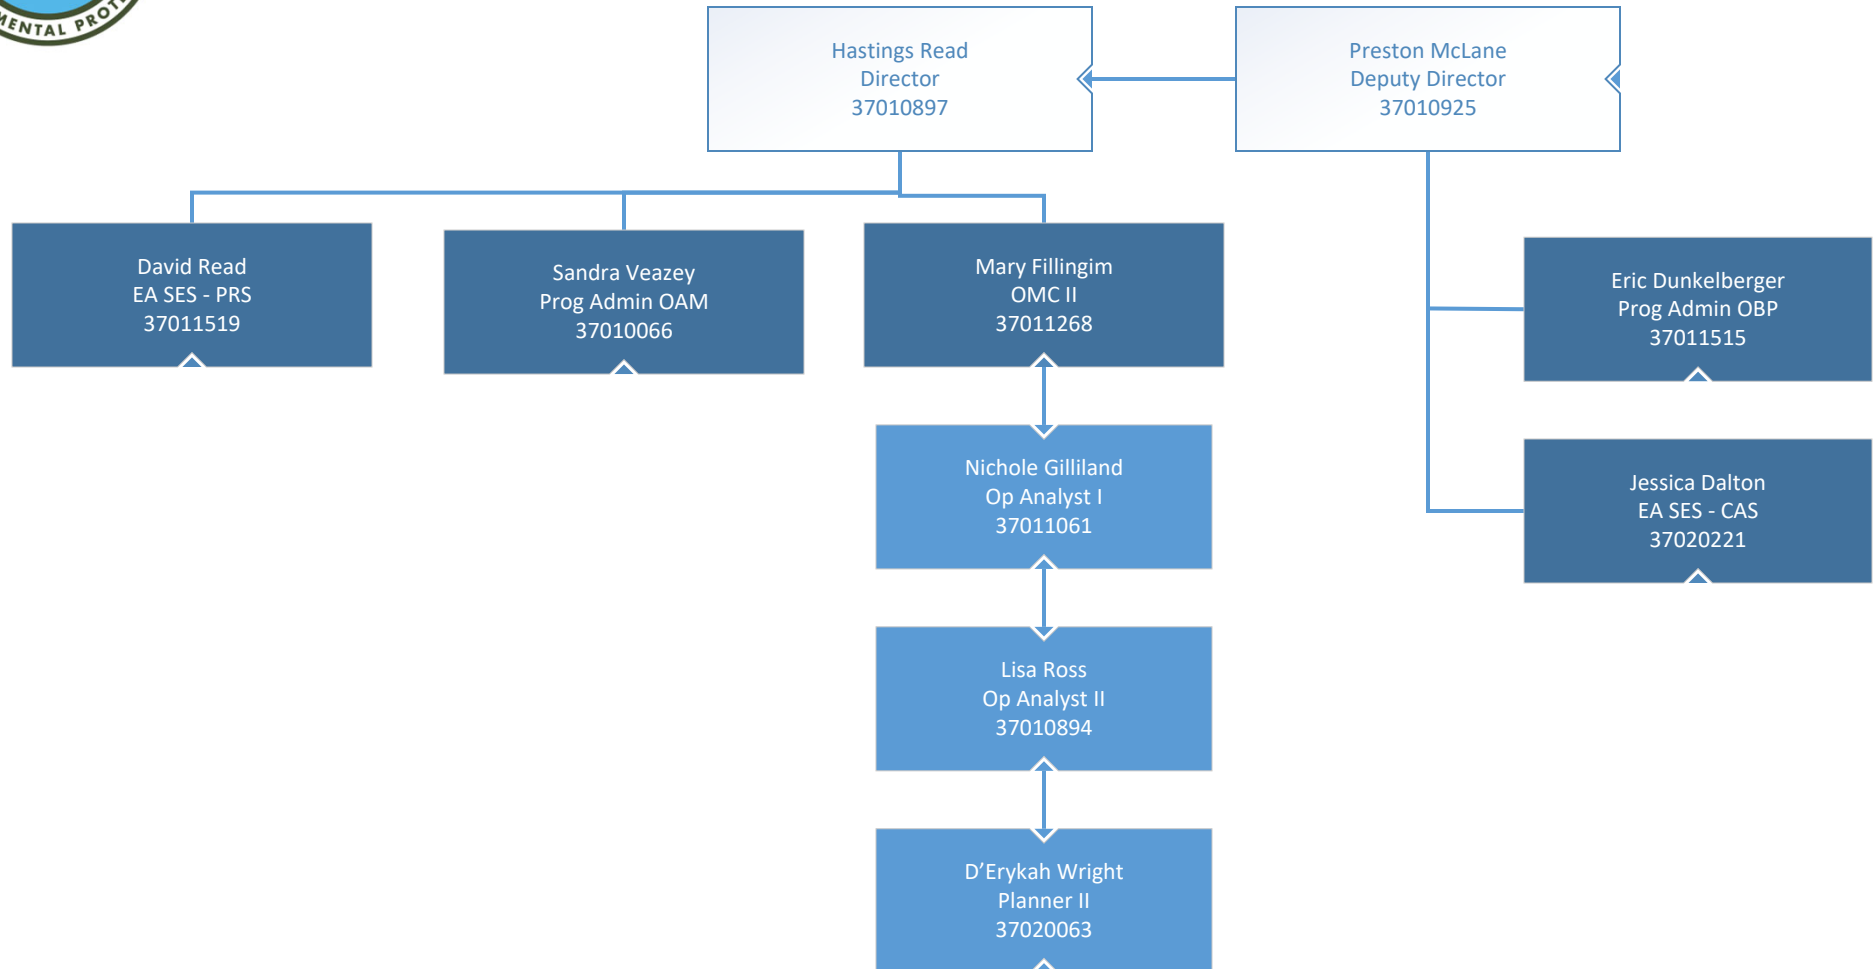 MENTAL
Hastings Read
Director
37010897
Preston McLane
Deputy Director
37010925
David Read
EA SES - PRS
37011519
Sandra Veazey
Prog Admin OAM
37010066
Mary Fillingim
OMC II
37011268
Eric Dunkelberger
Prog Admin OBP
37011515
Nichole Gilliland
Op Analyst I
37011061
Jessica Dalton
EA SES - CAS
37020221
Lisa Ross
Op Analyst II
37010894
D’Erykah Wright
Planner II
37020063